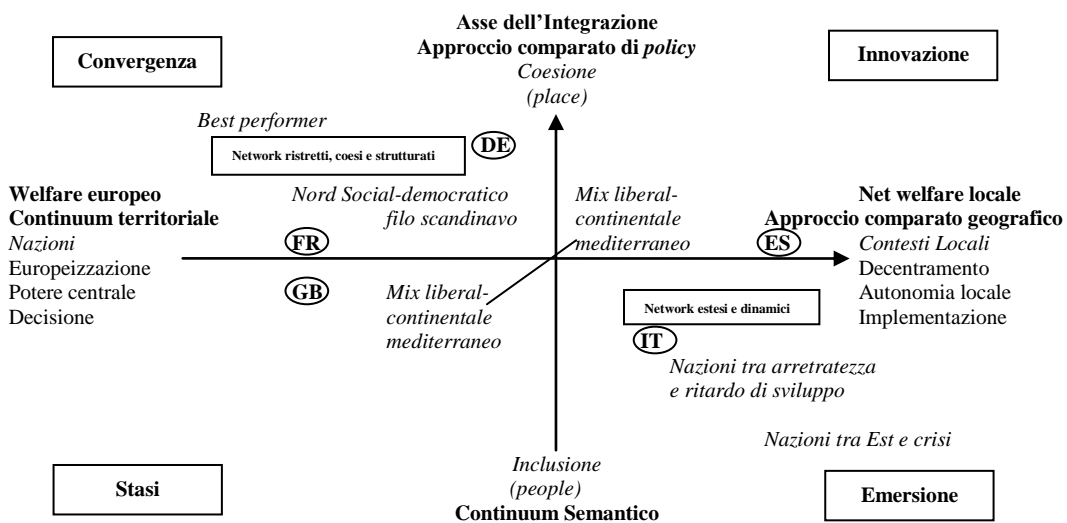 Asse dell'Integrazione
Approccio comparato di policy
Coesione
(place)
Convergenza
Innovazione
Best performer
Network ristretti, coesi e strutturati
DE
Welfare europeo
Continuum territoriale
Nazioni
Europeizzazione
Potere centrale
Decisione
Nord Social-democratico
filo scandinavo
FR
GB
Mix liberal-
continentale
mediterraneo
Mix liberal-
continentale
mediterraneo
ES
Net welfare locale
Approccio comparato geografico
Contesti Locali
Decentramento
Autonomia locale
Implementazione
Network estesi e dinamici
IT
Nazioni tra arretratezza
e ritardo di sviluppo
Nazioni tra Est e crisi
Stasi
Inclusione
(people)
Continuum Semantico
Emersione